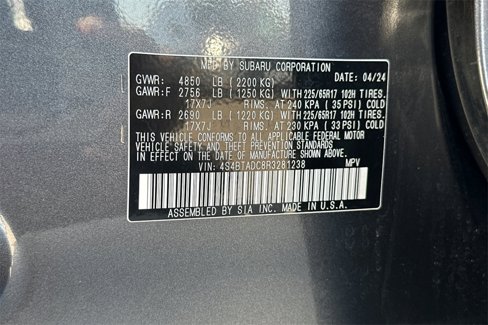 MFD BY SUBARU CORPORATION DATE: 04/24
GVWR: 4850 LB (2200 KG)
GAWR:F 2756 LB (1250 KG) WITH 225/65R17 102H TIRES.
17X7J RIMS. AT 240 KPA (35 PSI) COLD
GAWR:R 2690 LB (1220 KG) WITH 225/65R17 102H TIRES.
17X7J RIMS. AT 230 KPA (33 PSI) COLD
THIS VEHICLE CONFORMS TO ALL APPLICABLE FEDERAL MOTOR
VEHICLE SAFETY AND THEFT PREVENTION STANDARDS
IN EFFECT ON THE DATE OF MANUFACTURE SHOWN ABOVE.
VIN: 4S4BTADC8R3281238 MPV
ASSEMBLED BY SIA INC. MADE IN U.S.A.